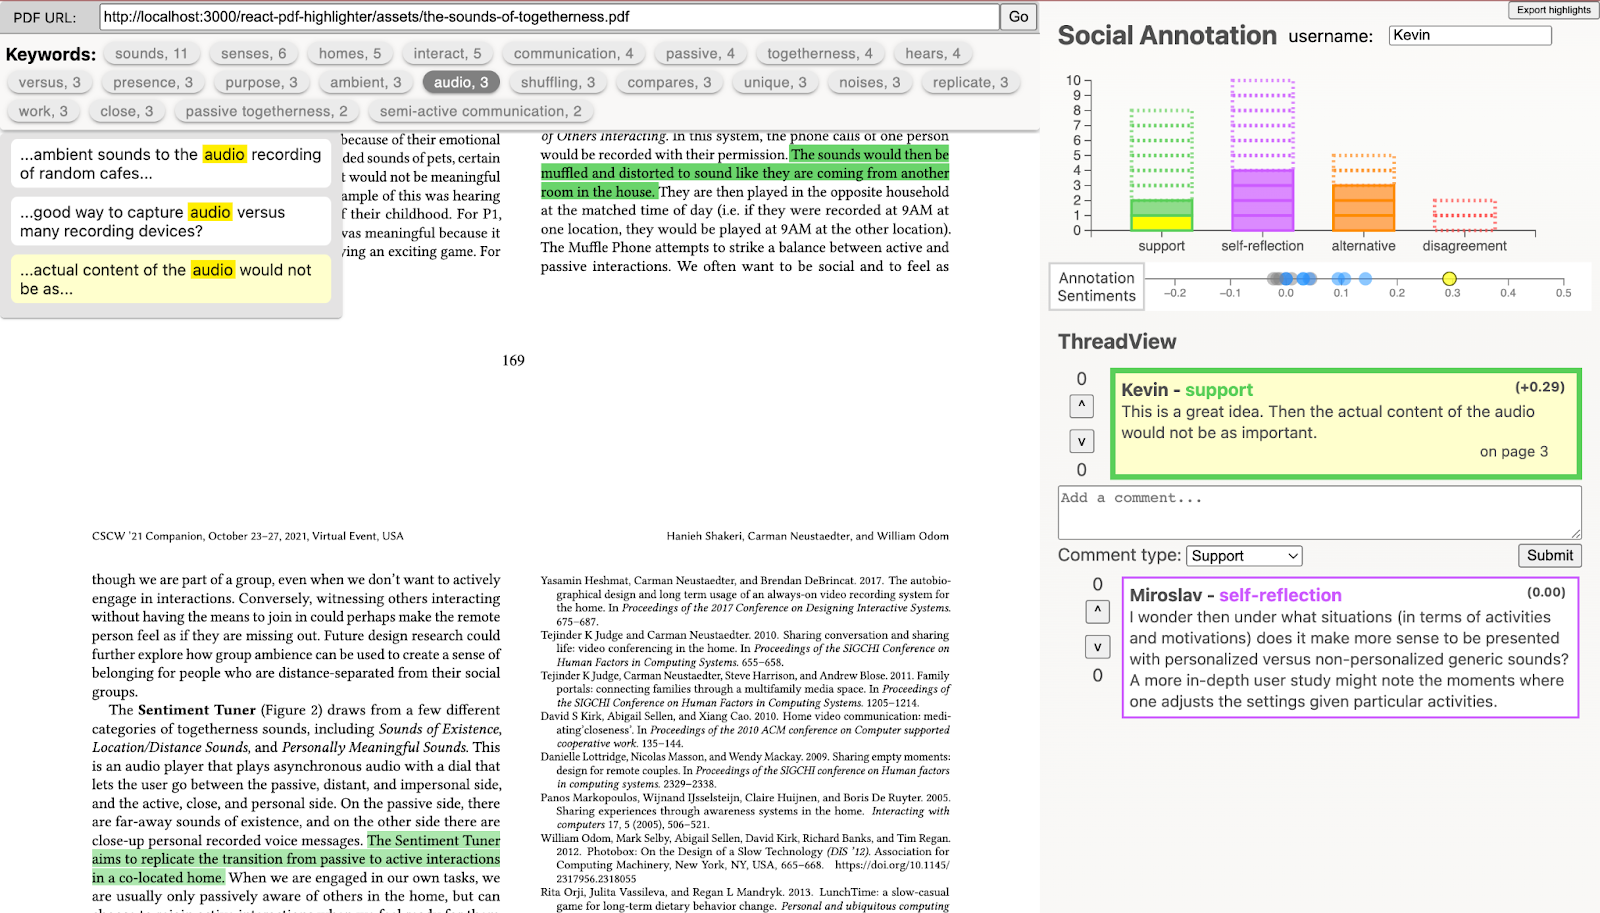 PDF URL: http://localhost:3000/react-pdf-highlighter/assets/the-sounds-of-togetherness.pdf Go
Keywords: sounds, 11 senses, 6 homes, 5 interact, 5 communication, 4 passive, 4 togetherness, 4 hears, 4
versus, 3 presence, 3 purpose, 3 ambient, 3 audio, 3 shuffling, 3 compares, 3 unique, 3 noises, 3 replicate, 3
work, 3 close, 3 passive togetherness, 2 semi-active communication, 2
...ambient sounds to the audio recording
of random cafes...
...good way to capture audio versus
many recording devices?
...actual content of the audio would not
be as...
because of their emotional
ded sounds of pets, certain
t would not be meaningful
ample of this was hearing
f their childhood. For P1,
vas meaningful because it
ying an exciting game. For
of Others Interacting. In this system, the phone calls of one person
would be recorded with their permission. The sounds would then be
muffled and distorted to sound like they are coming from another
room in the house. They are then played in the opposite household
at the matched time of day (i.e. if they were recorded at 9AM at
one location, they would be played at 9AM at the other location).
The Muffle Phone attempts to strike a balance between active and
passive interactions. We often want to be social and to feel as
169
CSCW '21 Companion, October 23–27, 2021, Virtual Event, USA
Hanieh Shakeri, Carman Neustaedter, and William Odom
though we are part of a group, even when we don't want to actively
engage in interactions. Conversely, witnessing others interacting
without having the means to join in could perhaps make the remote
person feel as if they are missing out. Future design research could
further explore how group ambience can be used to create a sense of
belonging for people who are distance-separated from their social
groups.
The Sentiment Tuner (Figure 2) draws from a few different
categories of togetherness sounds, including Sounds of Existence,
Location/Distance Sounds, and Personally Meaningful Sounds. This
is an audio player that plays asynchronous audio with a dial that
lets the user go between the passive, distant, and impersonal side,
and the active, close, and personal side. On the passive side, there
are far-away sounds of existence, and on the other side there are
close-up personal recorded voice messages. The Sentiment Tuner
aims to replicate the transition from passive to active interactions
in a co-located home. When we are engaged in our own tasks, we
are usually only passively aware of others in the home, but can
Yasamin Heshmat, Carman Neustaedter, and Brendan DeBrincat. 2017. The autobio-
graphical design and long term usage of an always-on video recording system for
the home. In Proceedings of the 2017 Conference on Designing Interactive Systems.
675–687.
Tejinder K Judge and Carman Neustaedter. 2010. Sharing conversation and sharing
life: video conferencing in the home. In Proceedings of the SIGCHI Conference on
Human Factors in Computing Systems. 655–658.
Tejinder K Judge, Carman Neustaedter, Steve Harrison, and Andrew Blose. 2011. Family
portals: connecting families through a multifamily media space. In Proceedings of
the SIGCHI Conference on Human Factors in Computing Systems. 1205–1214.
David S Kirk, Abigail Sellen, and Xiang Cao. 2010. Home video communication: medi-
ating'closeness'. In Proceedings of the 2010 ACM conference on Computer supported
cooperative work. 135–144.
Danielle Lottridge, Nicolas Masson, and Wendy Mackay. 2009. Sharing empty moments:
design for remote couples. In Proceedings of the SIGCHI conference on Human factors
in computing systems. 2329–2338.
Panos Markopoulos, Wijnand IJsselsteijn, Claire Huijnen, and Boris De Ruyter. 2005.
Sharing experiences through awareness systems in the home. Interacting with
computers 17, 5 (2005), 506–521.
William Odom, Mark Selby, Abigail Sellen, David Kirk, Richard Banks, and Tim Regan.
2012. Photobox: On the Design of a Slow Technology (DIS '12). Association for
Computing Machinery, New York, NY, USA, 665–668. https://doi.org/10.1145/
2317956.2318055
Rita Orji, Julita Vassileva, and Regan L Mandryk. 2013. LunchTime: a slow-casual
game for long-term dietary behavior change. Personal and ubiquitous computing
Export highlights
Social Annotation username: Kevin
10
9
8
7
6
5
4
3
2
1
0
support self-reflection alternative disagreement
Annotation
Sentiments
−0.2 −0.1 0.0 0.1 0.2 0.3 0.4 0.5
ThreadView
0
^
v
0
Kevin - support (+0.29)
This is a great idea. Then the actual content of the audio
would not be as important.
on page 3
Add a comment...
Comment type: Support Submit
0
^
v
0
Miroslav - self-reflection (0.00)
I wonder then under what situations (in terms of activities
and motivations) does it make more sense to be presented
with personalized versus non-personalized generic sounds?
A more in-depth user study might note the moments where
one adjusts the settings given particular activities.